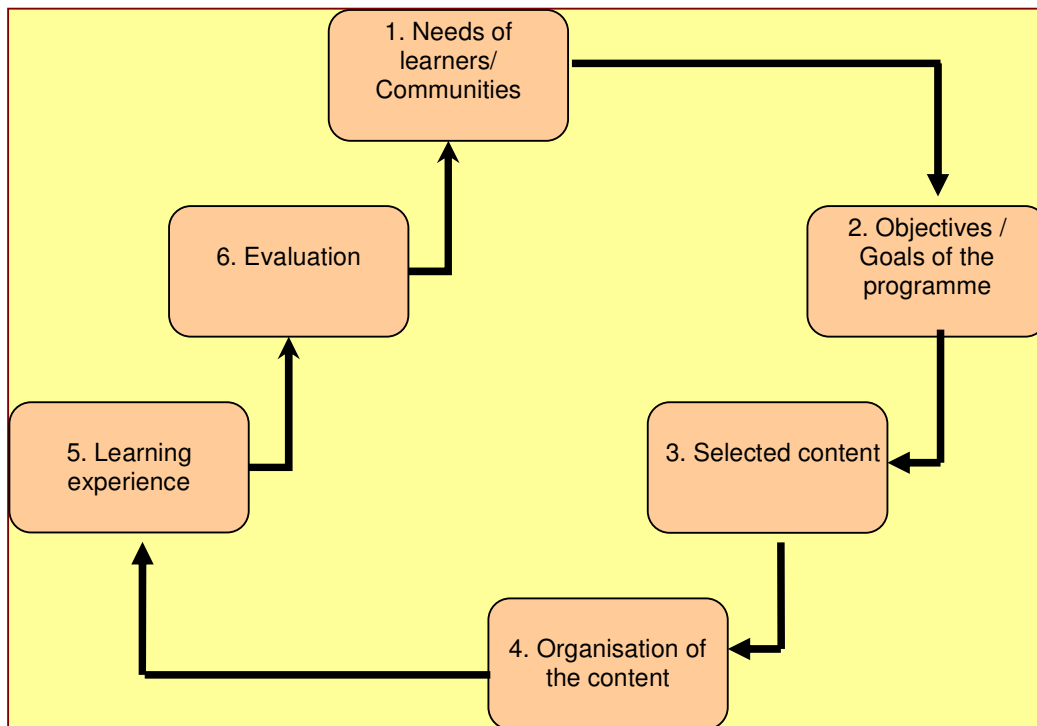 1. Needs of
learners/
Communities
2. Objectives /
Goals of the
programme
3. Selected content
4. Organisation of
the content
5. Learning
experience
6. Evaluation